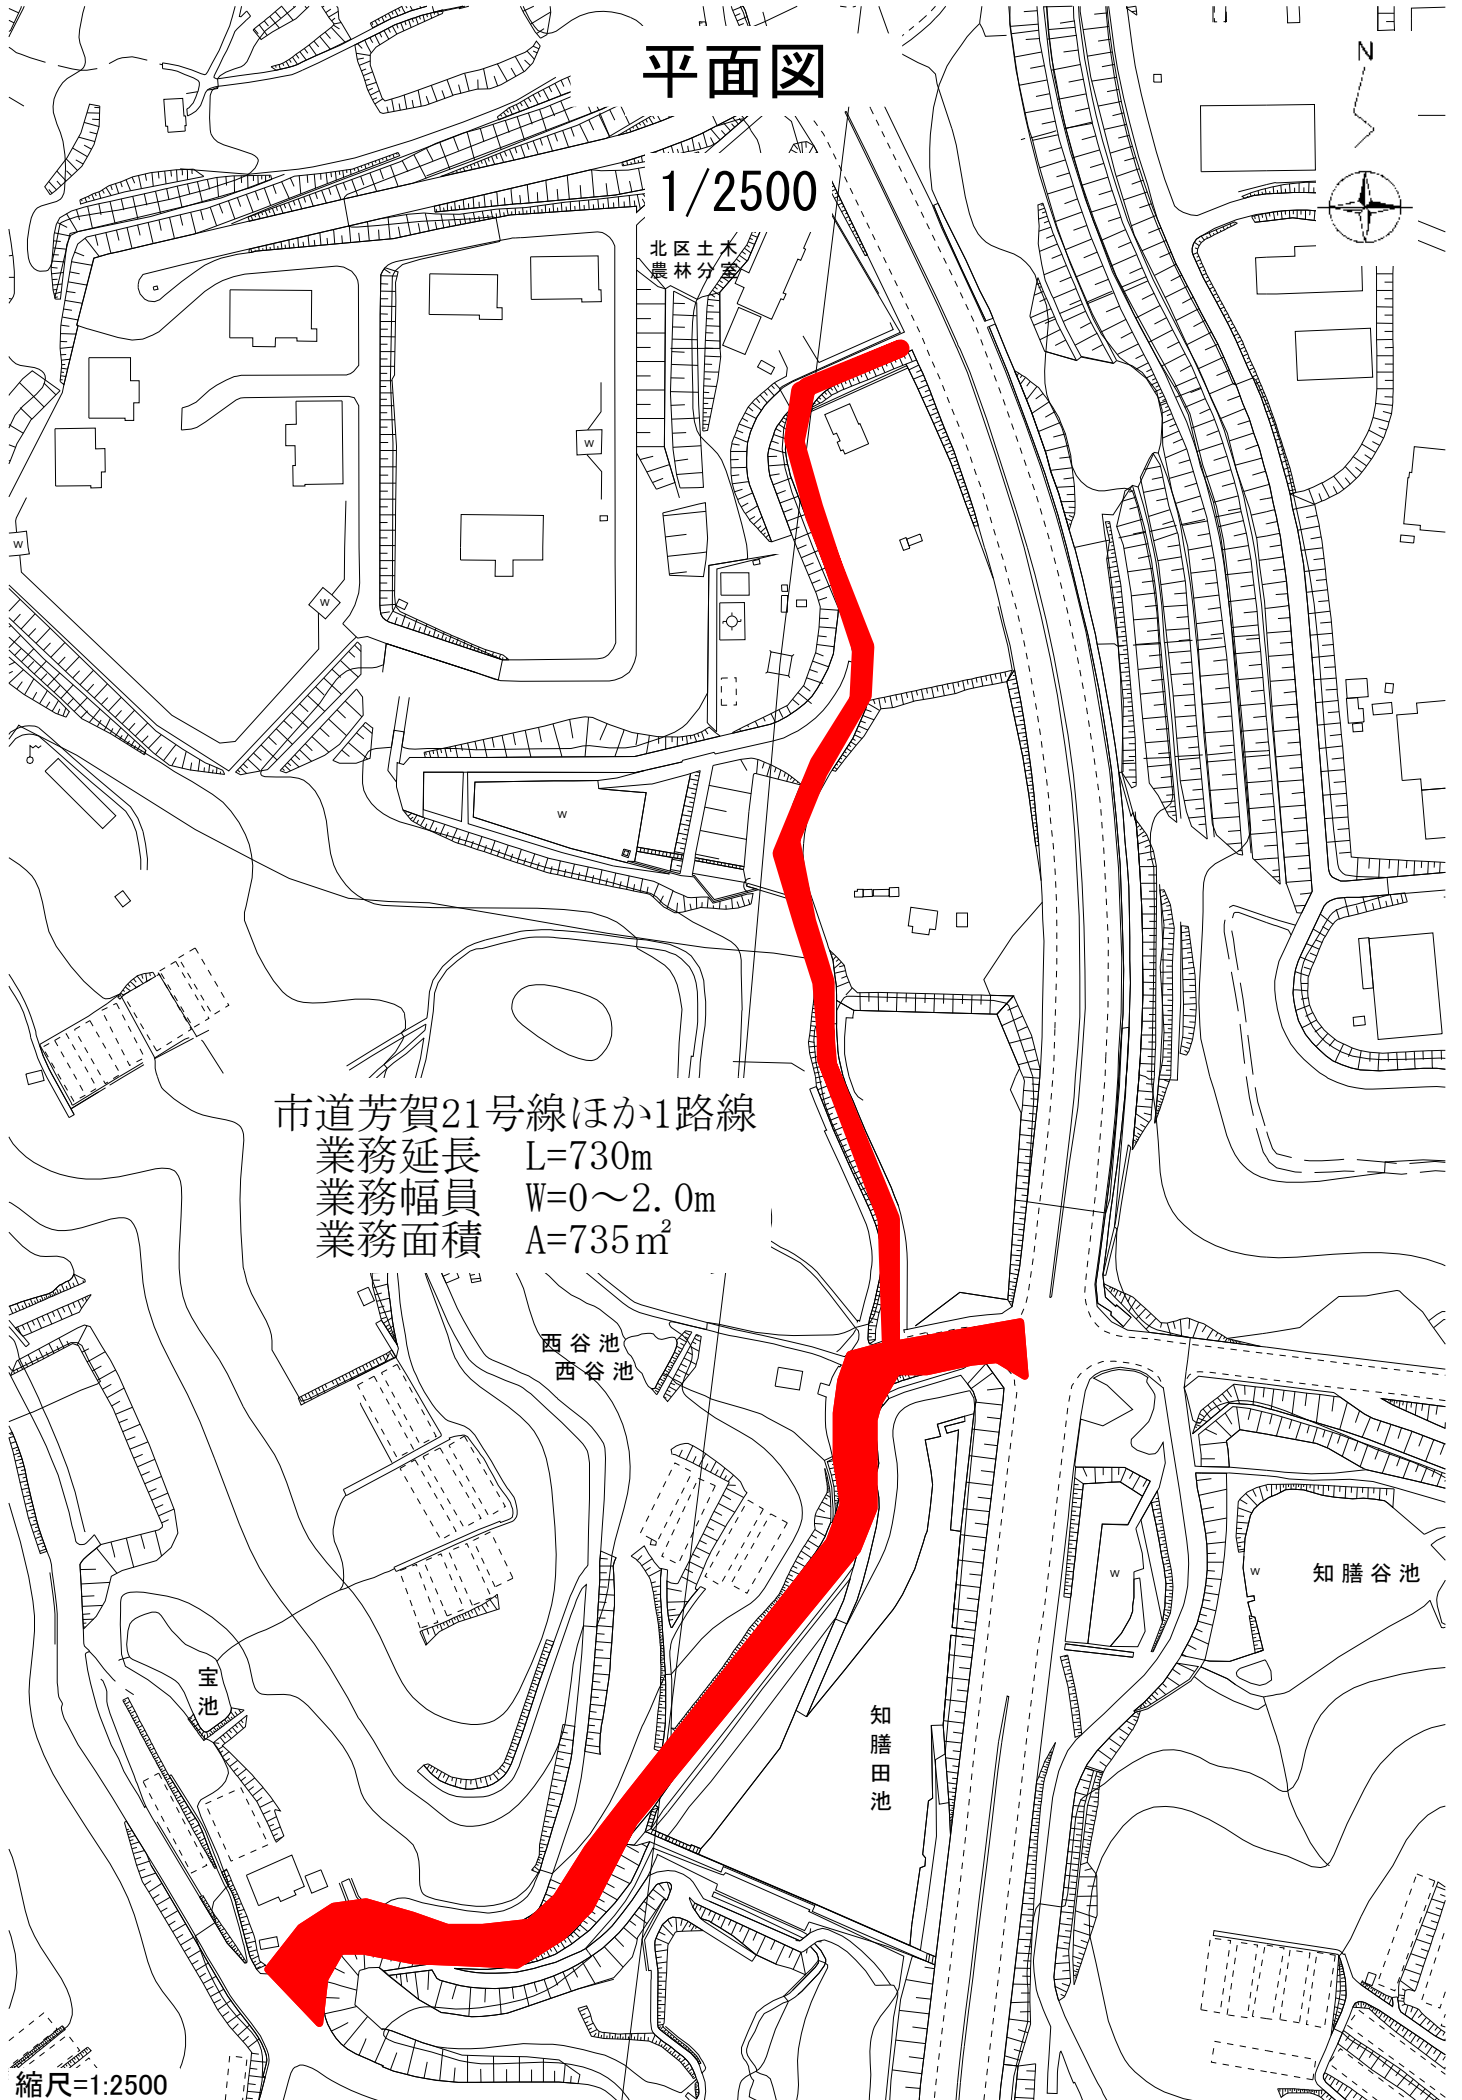 平面図
N
1/2500
北区土木
農林分室
w
w
w
w
市道芳賀21号線ほか1路線
業務延長 L=730m
業務幅員 W=0～2.0m
業務面積 A=735㎡
西谷池
西谷池
w
w
知膳谷池
宝池
知膳田池
縮尺=1:2500